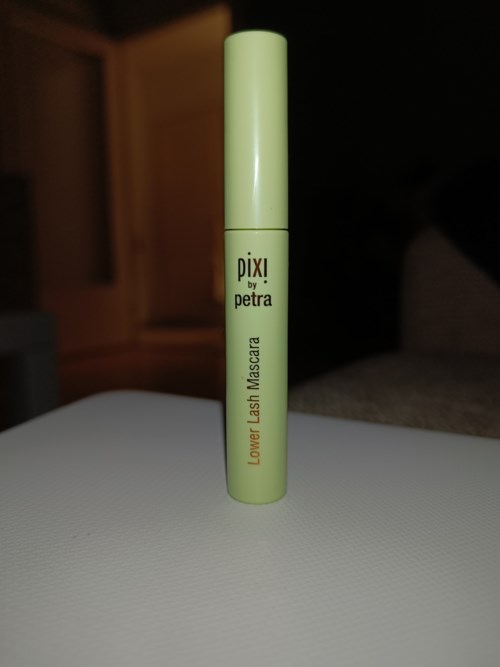 pixi
by
petra
Lower Lash Mascara